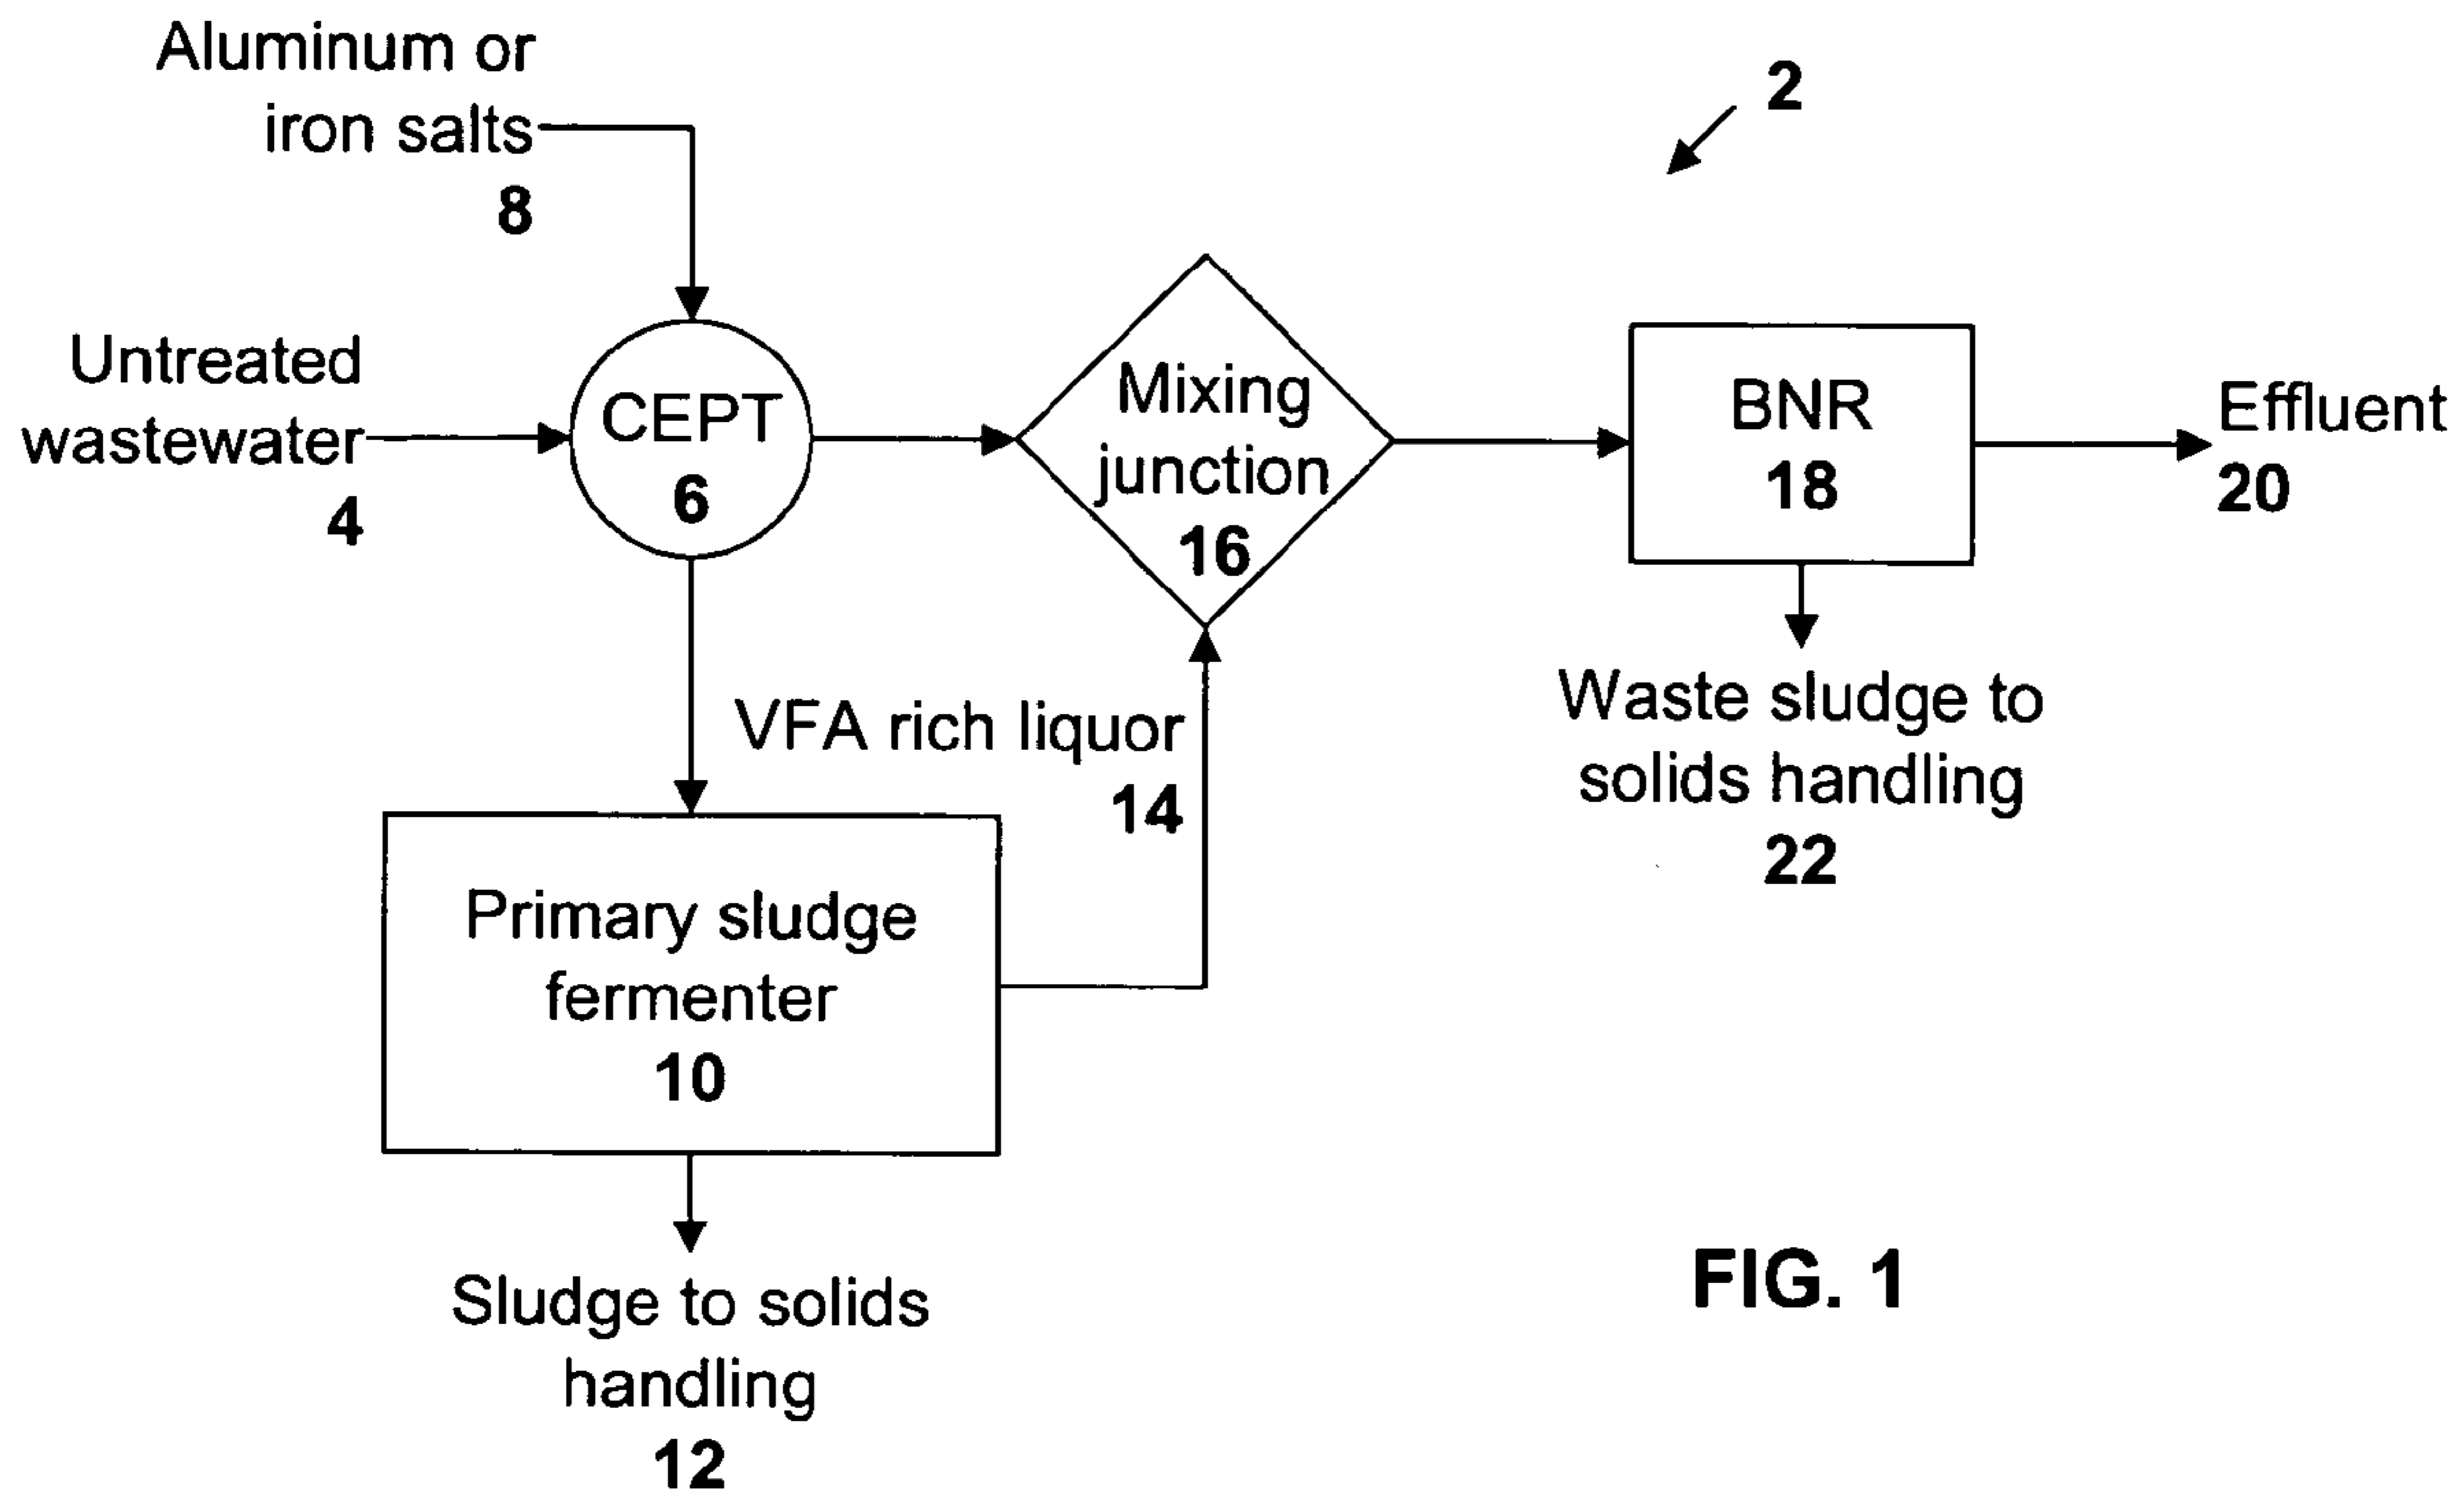 Aluminum or
iron salts
8
2
Untreated
wastewater
4
CEPT
6
Mixing
junction
16
BNR
18
Effluent
20
VFA rich liquor
14
Waste sludge to
solids handling
22
Primary sludge
fermenter
10
Sludge to solids
handling
12
FIG. 1